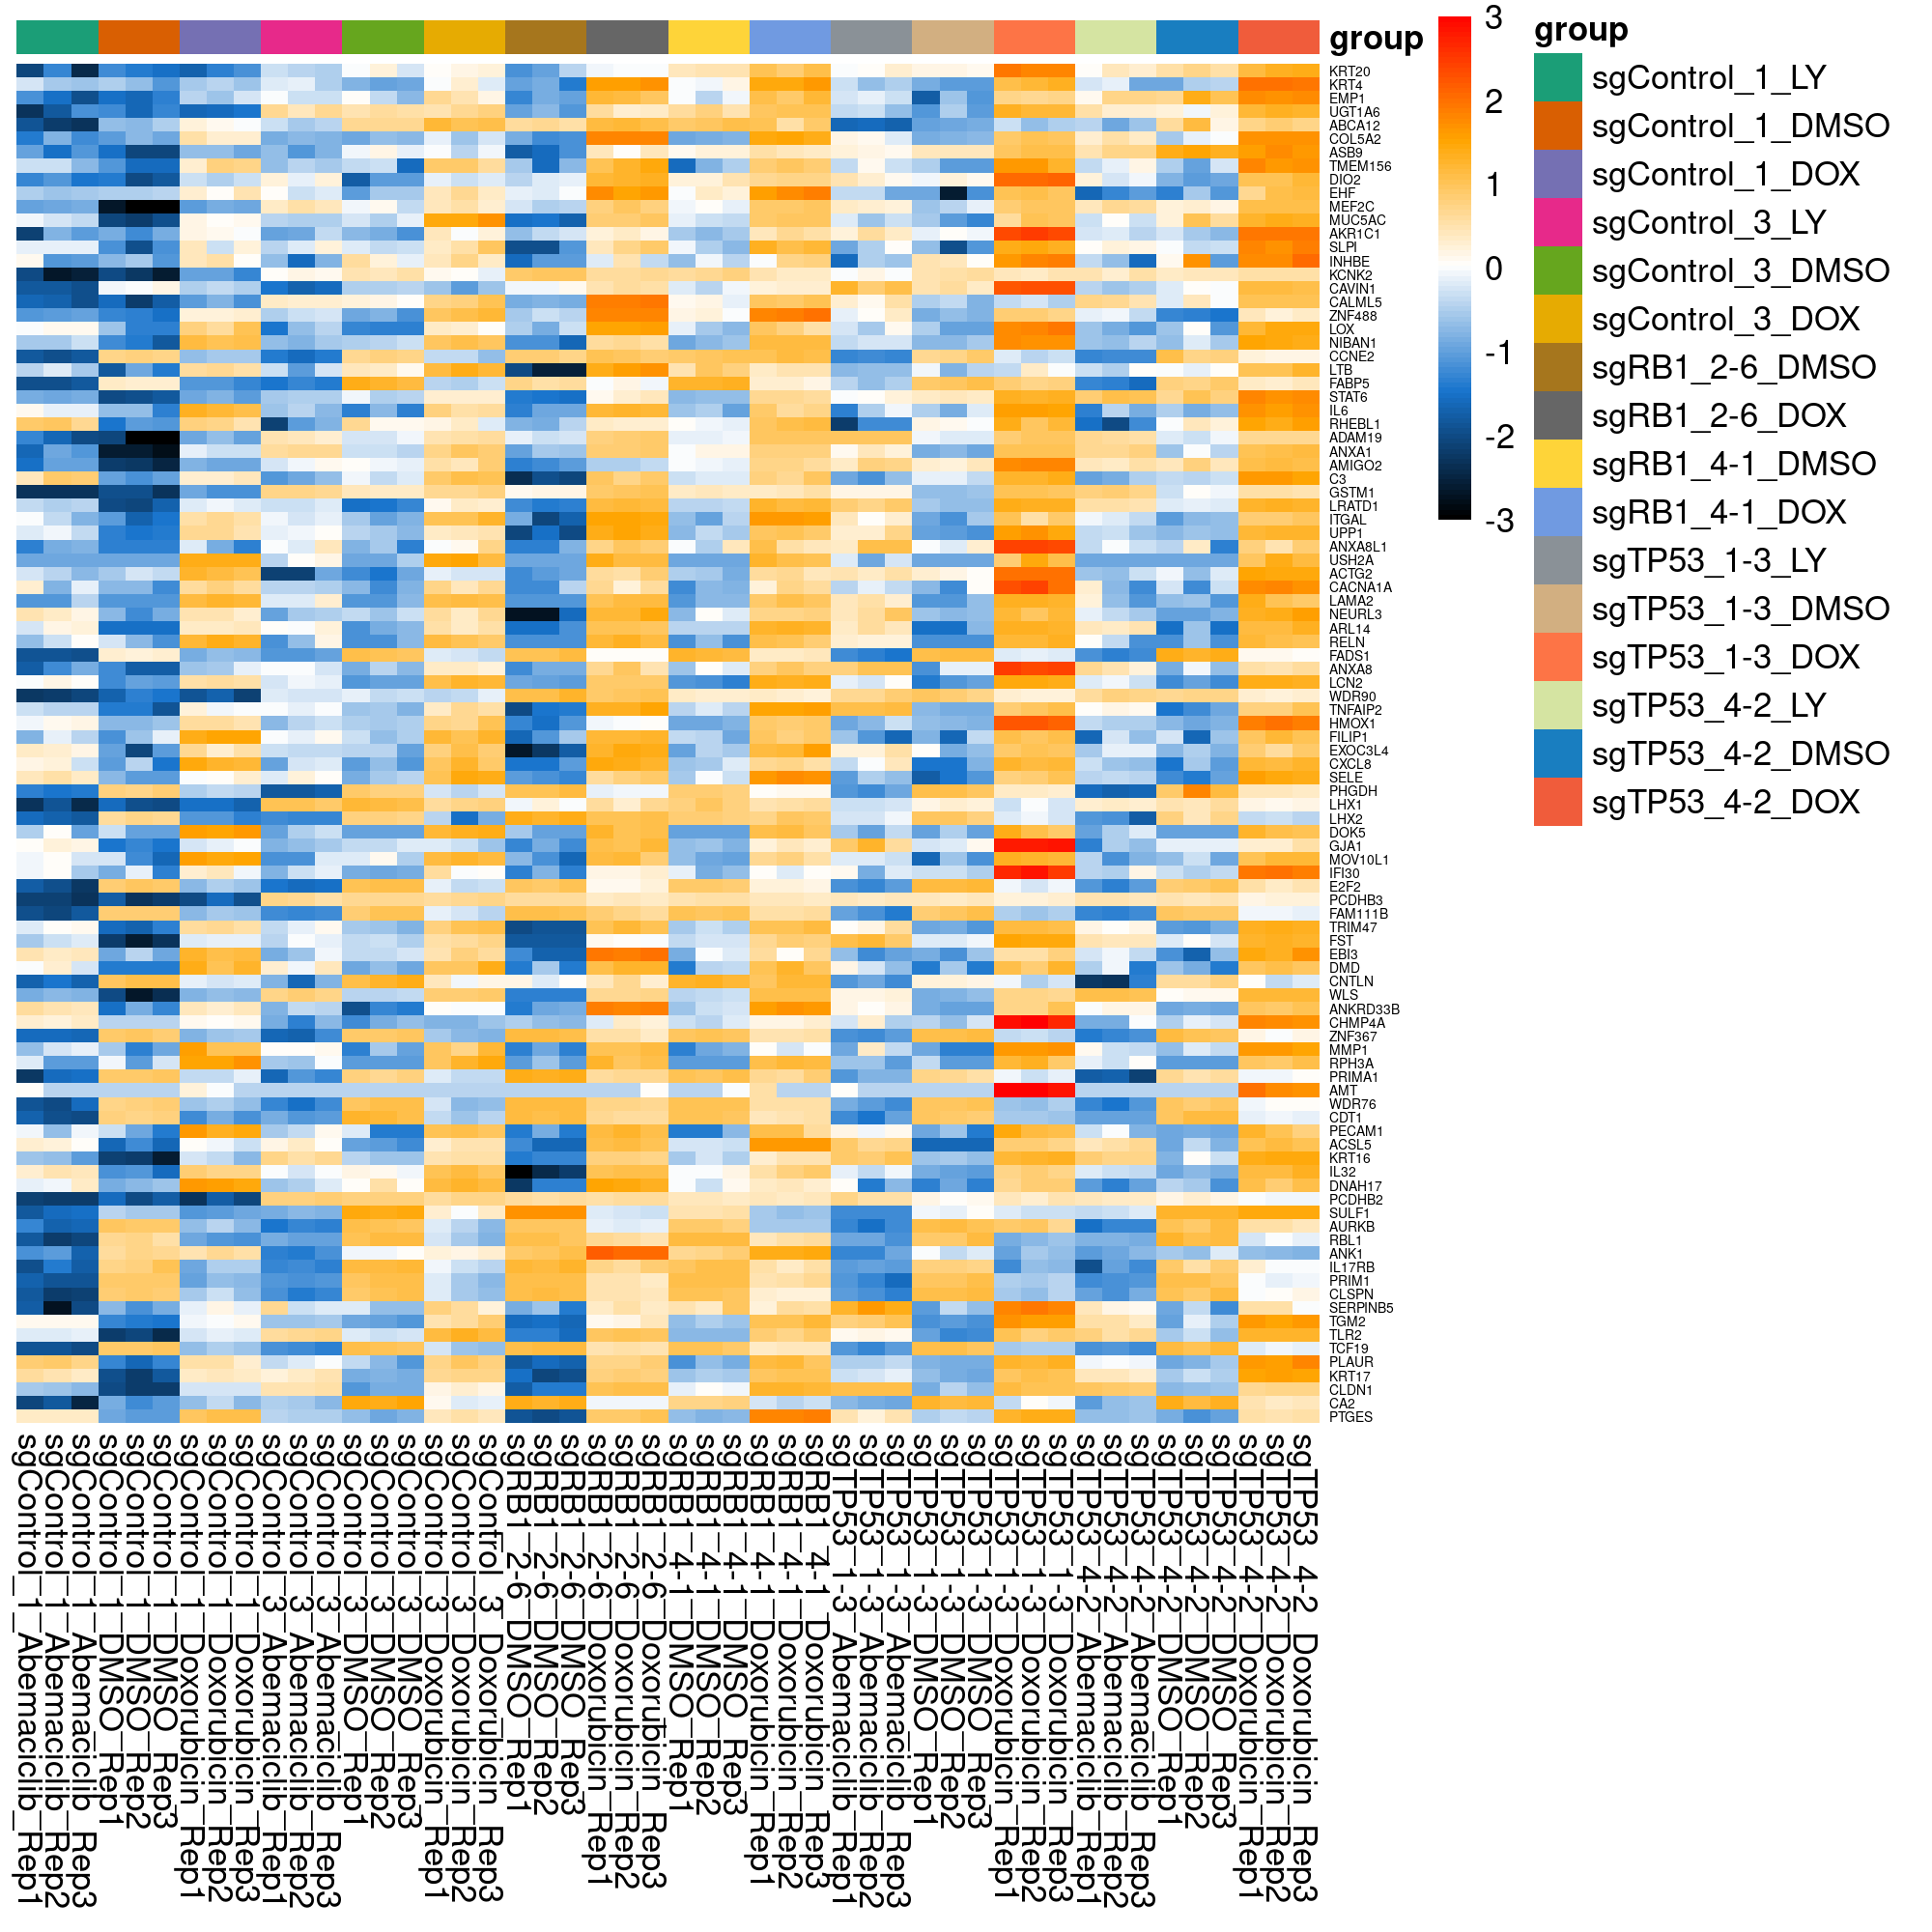 group
KRT20
KRT4
EMP1
UGT1A6
ABCA12
COL5A2
ASB9
TMEM156
DIO2
EHF
MEF2C
MUC5AC
AKR1C1
SLPI
INHBE
KCNK2
CAVIN1
CALML5
ZNF488
LOX
NIBAN1
CCNE2
LTB
FABP5
STAT6
IL6
RHEBL1
ADAM19
ANXA1
AMIGO2
C3
GSTM1
LRATD1
ITGAL
UPP1
ANXA8L1
USH2A
ACTG2
CACNA1A
LAMA2
NEURL3
ARL14
RELN
FADS1
ANXA8
LCN2
WDR90
TNFAIP2
HMOX1
FILIP1
EXOC3L4
CXCL8
SELE
PHGDH
LHX1
LHX2
DOK5
GJA1
MOV10L1
IFI30
E2F2
PCDHB3
FAM111B
TRIM47
FST
EBI3
DMD
CNTLN
WLS
ANKRD33B
CHMP4A
ZNF367
MMP1
RPH3A
PRIMA1
AMT
WDR76
CDT1
PECAM1
ACSL5
KRT16
IL32
DNAH17
PCDHB2
SULF1
AURKB
RBL1
ANK1
IL17RB
PRIM1
CLSPN
SERPINB5
TGM2
TLR2
TCF19
PLAUR
KRT17
CLDN1
CA2
PTGES
sgControl_1_Abemaciclib_Rep1
sgControl_1_Abemaciclib_Rep2
sgControl_1_Abemaciclib_Rep3
sgControl_1_DMSO_Rep1
sgControl_1_DMSO_Rep2
sgControl_1_DMSO_Rep3
sgControl_1_Doxorubicin_Rep1
sgControl_1_Doxorubicin_Rep2
sgControl_1_Doxorubicin_Rep3
sgControl_3_Abemaciclib_Rep1
sgControl_3_Abemaciclib_Rep2
sgControl_3_Abemaciclib_Rep3
sgControl_3_DMSO_Rep1
sgControl_3_DMSO_Rep2
sgControl_3_DMSO_Rep3
sgControl_3_Doxorubicin_Rep1
sgControl_3_Doxorubicin_Rep2
sgControl_3_Doxorubicin_Rep3
sgRB1_2-6_DMSO_Rep1
sgRB1_2-6_DMSO_Rep2
sgRB1_2-6_DMSO_Rep3
sgRB1_2-6_Doxorubicin_Rep1
sgRB1_2-6_Doxorubicin_Rep2
sgRB1_2-6_Doxorubicin_Rep3
sgRB1_4-1_DMSO_Rep1
sgRB1_4-1_DMSO_Rep2
sgRB1_4-1_DMSO_Rep3
sgRB1_4-1_Doxorubicin_Rep1
sgRB1_4-1_Doxorubicin_Rep2
sgRB1_4-1_Doxorubicin_Rep3
sgTP53_1-3_Abemaciclib_Rep1
sgTP53_1-3_Abemaciclib_Rep2
sgTP53_1-3_Abemaciclib_Rep3
sgTP53_1-3_DMSO_Rep1
sgTP53_1-3_DMSO_Rep2
sgTP53_1-3_DMSO_Rep3
sgTP53_1-3_Doxorubicin_Rep1
sgTP53_1-3_Doxorubicin_Rep2
sgTP53_1-3_Doxorubicin_Rep3
sgTP53_4-2_Abemaciclib_Rep1
sgTP53_4-2_Abemaciclib_Rep2
sgTP53_4-2_Abemaciclib_Rep3
sgTP53_4-2_DMSO_Rep1
sgTP53_4-2_DMSO_Rep2
sgTP53_4-2_DMSO_Rep3
sgTP53_4-2_Doxorubicin_Rep1
sgTP53_4-2_Doxorubicin_Rep2
sgTP53_4-2_Doxorubicin_Rep3
3
2
1
0
-1
-2
-3
group
sgControl_1_LY
sgControl_1_DMSO
sgControl_1_DOX
sgControl_3_LY
sgControl_3_DMSO
sgControl_3_DOX
sgRB1_2-6_DMSO
sgRB1_2-6_DOX
sgRB1_4-1_DMSO
sgRB1_4-1_DOX
sgTP53_1-3_LY
sgTP53_1-3_DMSO
sgTP53_1-3_DOX
sgTP53_4-2_LY
sgTP53_4-2_DMSO
sgTP53_4-2_DOX